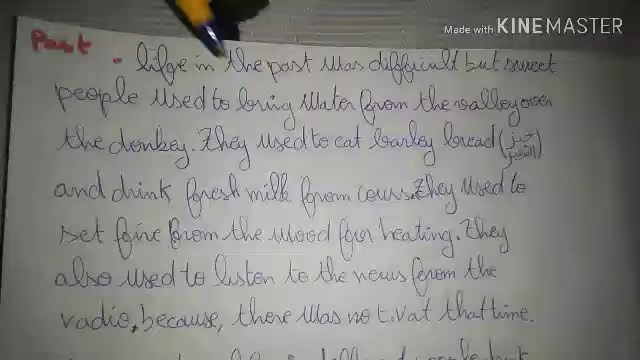 Made with KINEMASTER
Past - life in the past was difficult but sweet
people used to bring water from the valley over
the donkey. They used to eat barley bread (خبز الشعير)
and drink fresh milk from cows. They used to
set fire from the wood for heating. They
also used to listen to the news from the
radio, because, there was no t.v at that time.